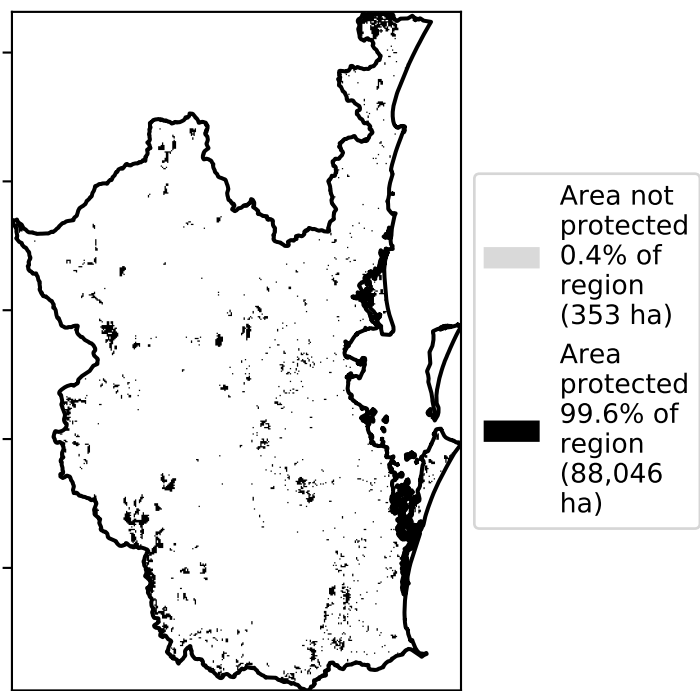 Area not
protected
0.4% of
region
(353 ha)
Area
protected
99.6% of
region
(88,046
ha)